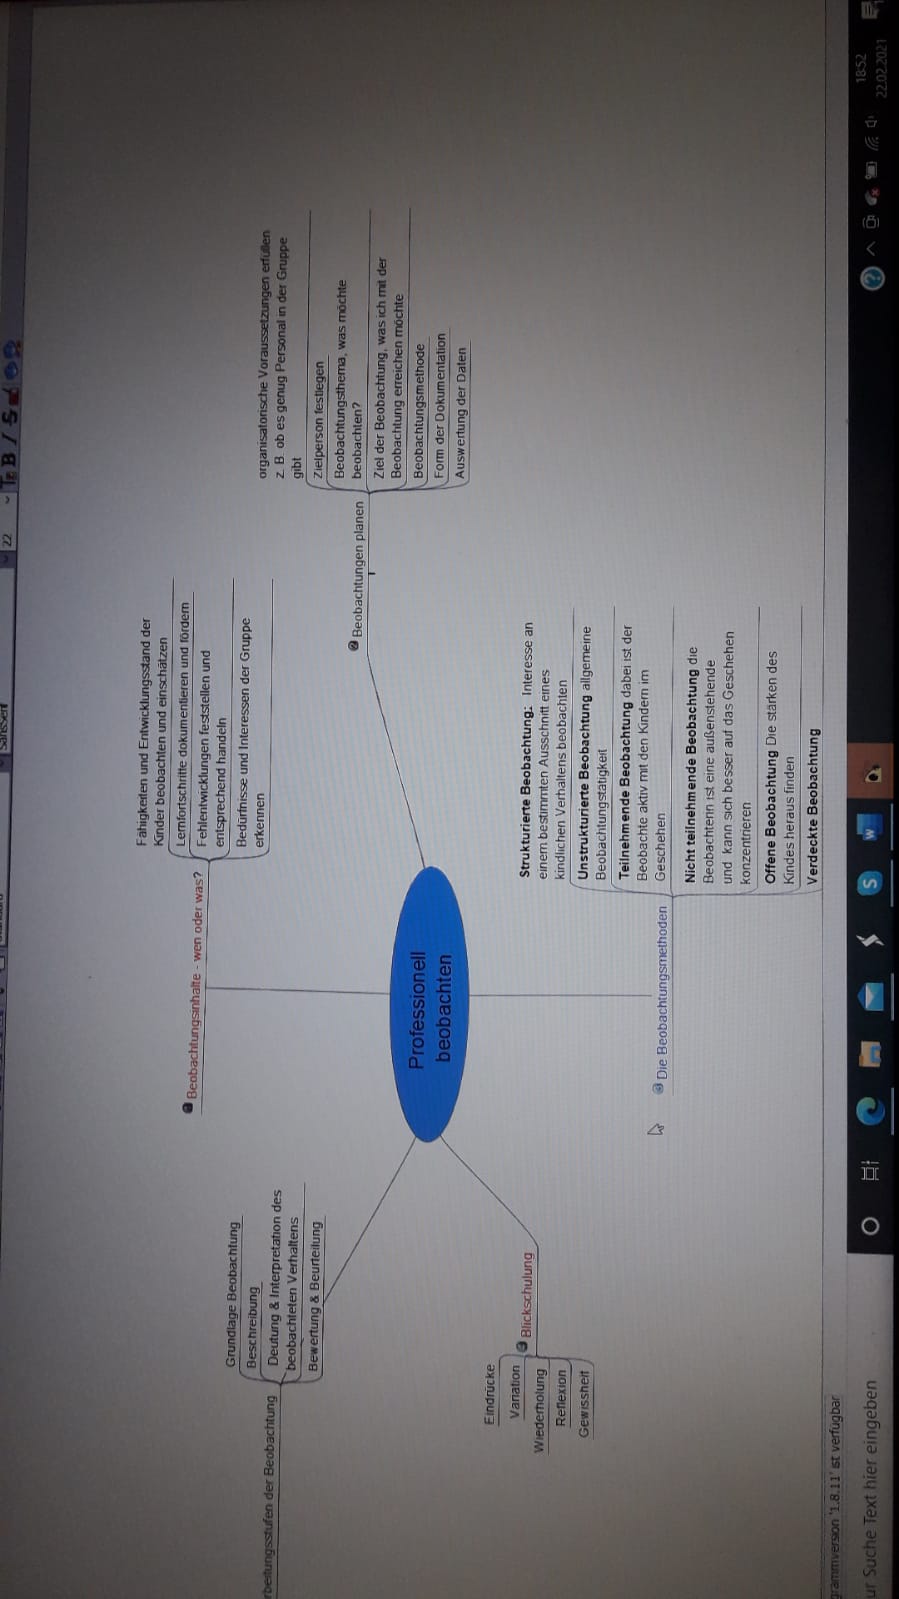 22
B I S
SansSerif
Professionell
beobachten
Beobachtungsinhalte - wen oder was?
Fähigkeiten und Entwicklungsstand der
Kinder beobachten und einschätzen
Lernfortschritte dokumentieren und fördern
Fehlentwicklungen feststellen und
entsprechend handeln
Bedürfnisse und Interessen der Gruppe
erkennen
Beobachtungen planen
organisatorische Voraussetzungen erfüllen
z. B. ob es genug Personal in der Gruppe
gibt
Zielperson festlegen
Beobachtungsthema, was möchte
beobachten?
Ziel der Beobachtung, was ich mit der
Beobachtung erreichen möchte
Beobachtungsmethode
Form der Dokumentation
Auswertung der Daten
Die Beobachtungsmethoden
Strukturierte Beobachtung: Interesse an
einem bestimmten Ausschnitt eines
kindlichen Verhaltens beobachten
Unstrukturierte Beobachtung allgemeine
Beobachtungstätigkeit
Teilnehmende Beobachtung dabei ist der
Beobachte aktiv mit den Kindern im
Geschehen
Nicht teilnehmende Beobachtung die
Beobachterin ist eine außenstehende
und kann sich besser auf das Geschehen
konzentrieren
Offene Beobachtung Die stärken des
Kindes heraus finden
Verdeckte Beobachtung
Blickschulung
Eindrücke
Variation
Wiederholung
Reflexion
Gewissheit
rbeitungsstufen der Beobachtung
Grundlage Beobachtung
Beschreibung
Deutung & Interpretation des
beobachteten Verhaltens
Bewertung & Beurteilung
grammversion '1.8.11' ist verfügbar
ur Suche Text hier eingeben
18:52
22.02.2021